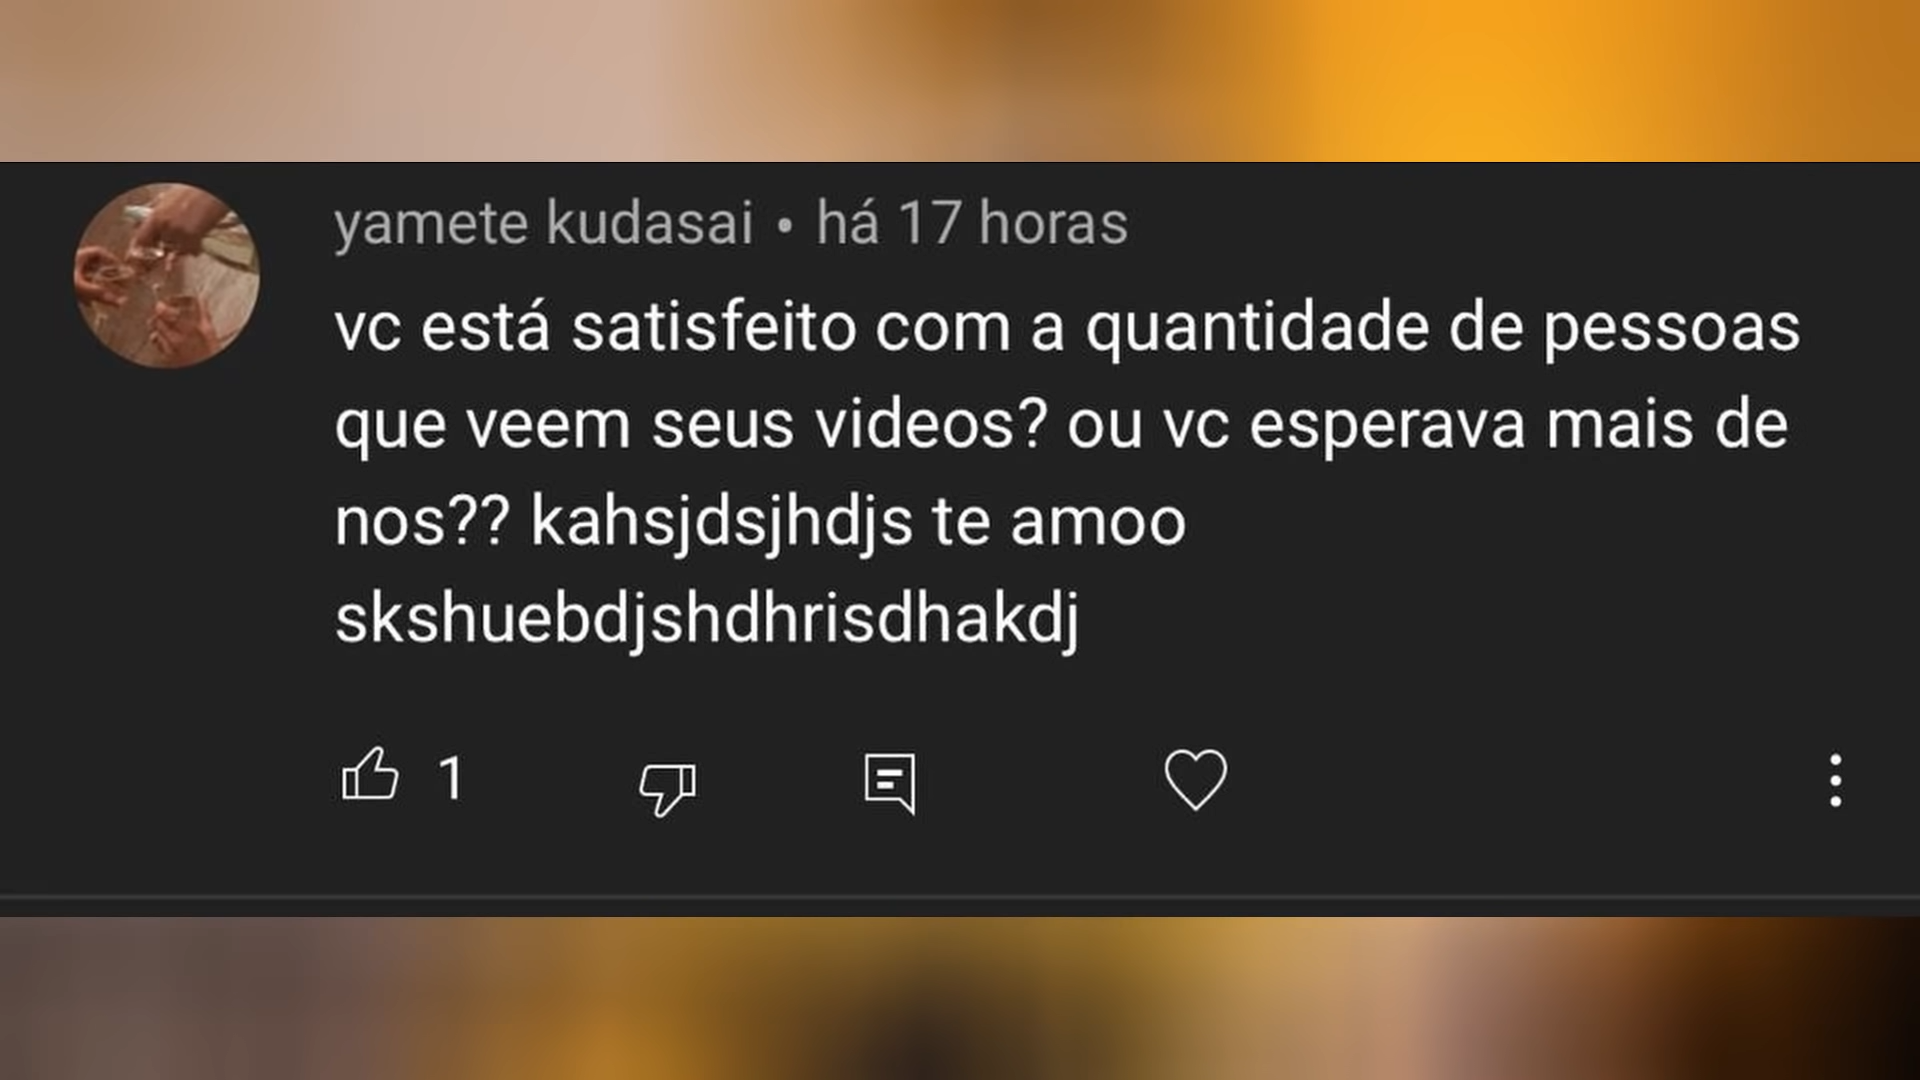 yamete kudasai • há 17 horas
vc está satisfeito com a quantidade de pessoas
que veem seus videos? ou vc esperava mais de
nos?? kahsjdsjhdjs te amoo
skshuebdjshdhrisdhakdj
1